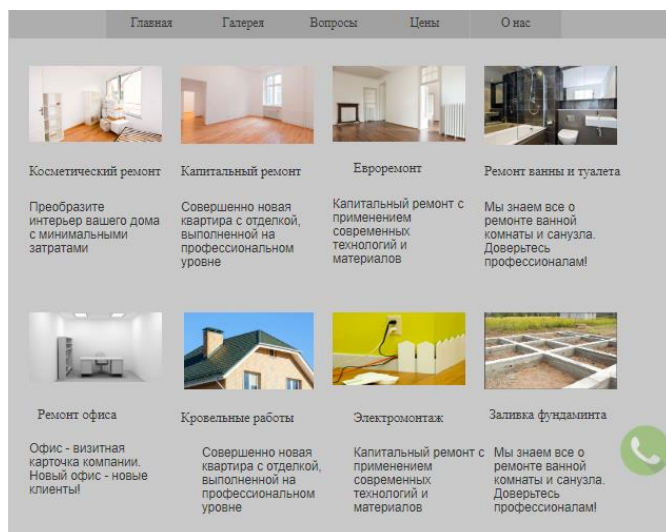 Главная Галерея Вопросы Цены О нас
Косметический ремонт
Преобразите
интерьер вашего дома
с минимальными
затратами
Капитальный ремонт
Совершенно новая
квартира с отделкой,
выполненной на
профессиональном
уровне
Евроремонт
Капитальный ремонт с
применением
современных
технологий и
материалов
Ремонт ванны и туалета
Мы знаем все о
ремонте ванной
комнаты и санузла.
Доверьтесь
профессионалам!
Ремонт офиса
Офис - визитная
карточка компании.
Новый офис - новые
клиенты!
Кровельные работы
Совершенно новая
квартира с отделкой,
выполненной на
профессиональном
уровне
Электромонтаж
Капитальный ремонт с
применением
современных
технологий и
материалов
Заливка фундаминта
Мы знаем все о
ремонте ванной
комнаты и санузла.
Доверьтесь
профессионалам!